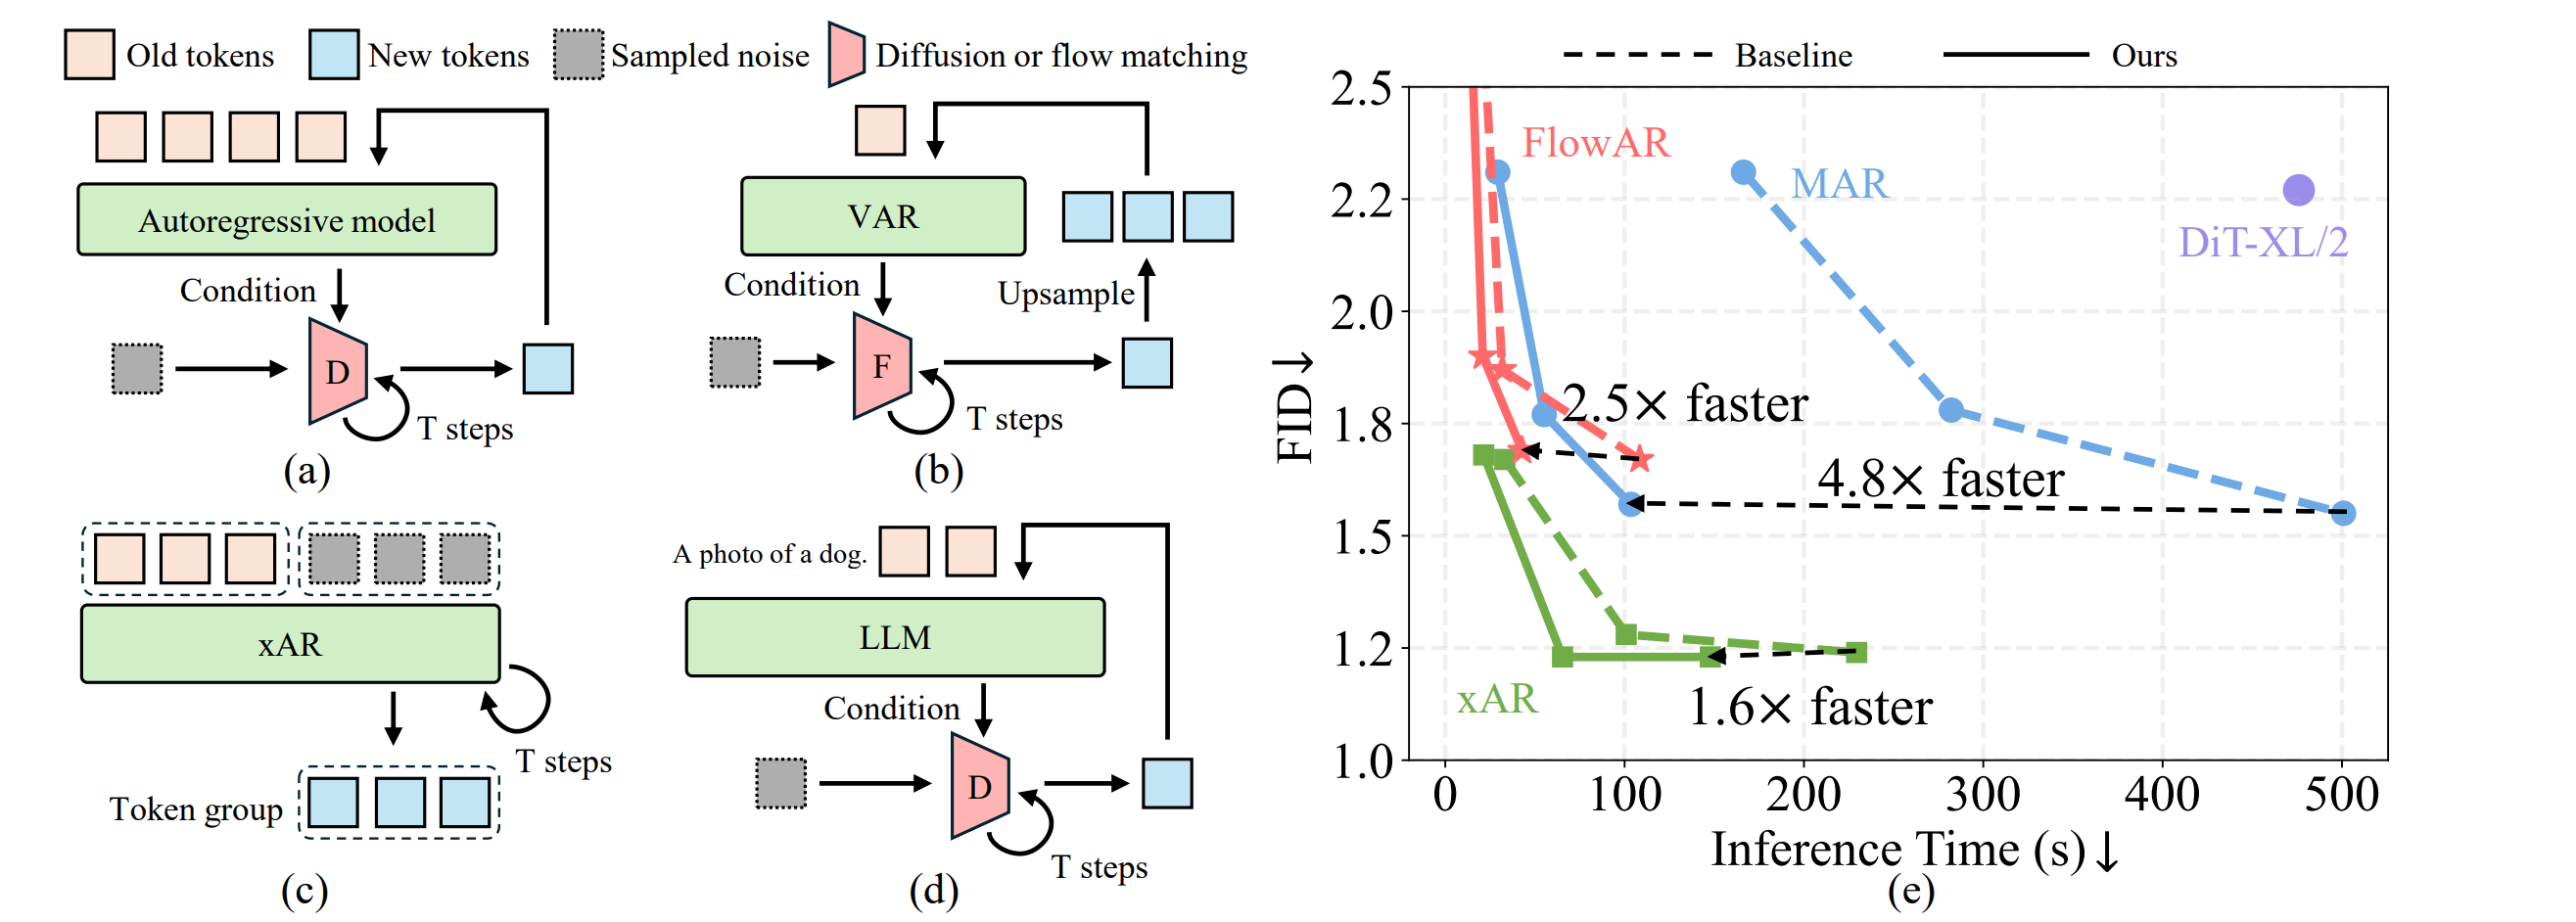 Old tokens
New tokens
Sampled noise
Diffusion or flow matching
Autoregressive model
Condition
D
T steps
(a)
VAR
Condition
Upsample
F
T steps
(b)
xAR
T steps
Token group
(c)
A photo of a dog.
LLM
Condition
D
T steps
(d)
Baseline
Ours
FID→
2.5
2.2
2.0
1.8
1.5
1.2
1.0
FlowAR
MAR
DiT-XL/2
2.5× faster
4.8× faster
xAR
1.6× faster
0 100 200 300 400 500
Inference Time (s)↓
(e)